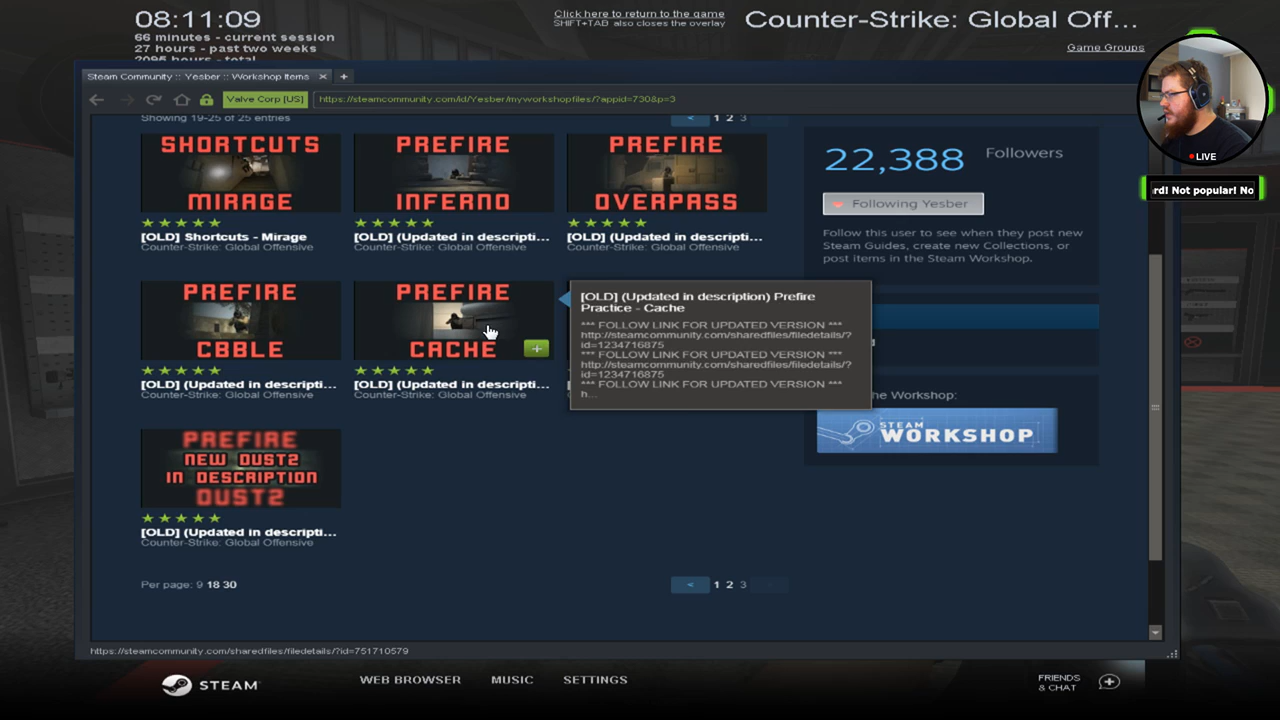 08:11:09
66 minutes - current session
27 hours - past two weeks
2095 hours - total
Click here to return to the game
SHIFT+TAB also closes the overlay
Counter-Strike: Global Off...
Game Groups
LIVE
rd! Not popular! No
Steam Community :: Yesber :: Workshop Items
Valve Corp [US]
https://steamcommunity.com/id/Yesber/myworkshopfiles/?appid=730&p=3
Showing 19-25 of 25 entries
< 1 2 3
SHORTCUTS
MIRAGE
[OLD] Shortcuts - Mirage
Counter-Strike: Global Offensive
PREFIRE
INFERNO
[OLD] (Updated in descripti...
Counter-Strike: Global Offensive
PREFIRE
OVERPASS
[OLD] (Updated in descripti...
Counter-Strike: Global Offensive
PREFIRE
CBBLE
[OLD] (Updated in descripti...
Counter-Strike: Global Offensive
PREFIRE
CACHE
[OLD] (Updated in descripti...
Counter-Strike: Global Offensive
[OLD] (Updated in description) Prefire
Practice - Cache
*** FOLLOW LINK FOR UPDATED VERSION ***
http://steamcommunity.com/sharedfiles/filedetails/?
id=1234716875
*** FOLLOW LINK FOR UPDATED VERSION ***
http://steamcommunity.com/sharedfiles/filedetails/?
id=1234716875
*** FOLLOW LINK FOR UPDATED VERSION ***
h...
PREFIRE
NEW DUST2
IN DESCRIPTION
DUST2
[OLD] (Updated in descripti...
Counter-Strike: Global Offensive
Per page: 9 18 30
< 1 2 3
22,388 Followers
Following Yesber
Follow this user to see when they post new
Steam Guides, create new Collections, or
post items in the Steam Workshop.
he Workshop:
STEAM
WORKSHOP
https://steamcommunity.com/sharedfiles/filedetails/?id=751710579
STEAM
WEB BROWSER
MUSIC
SETTINGS
FRIENDS
& CHAT